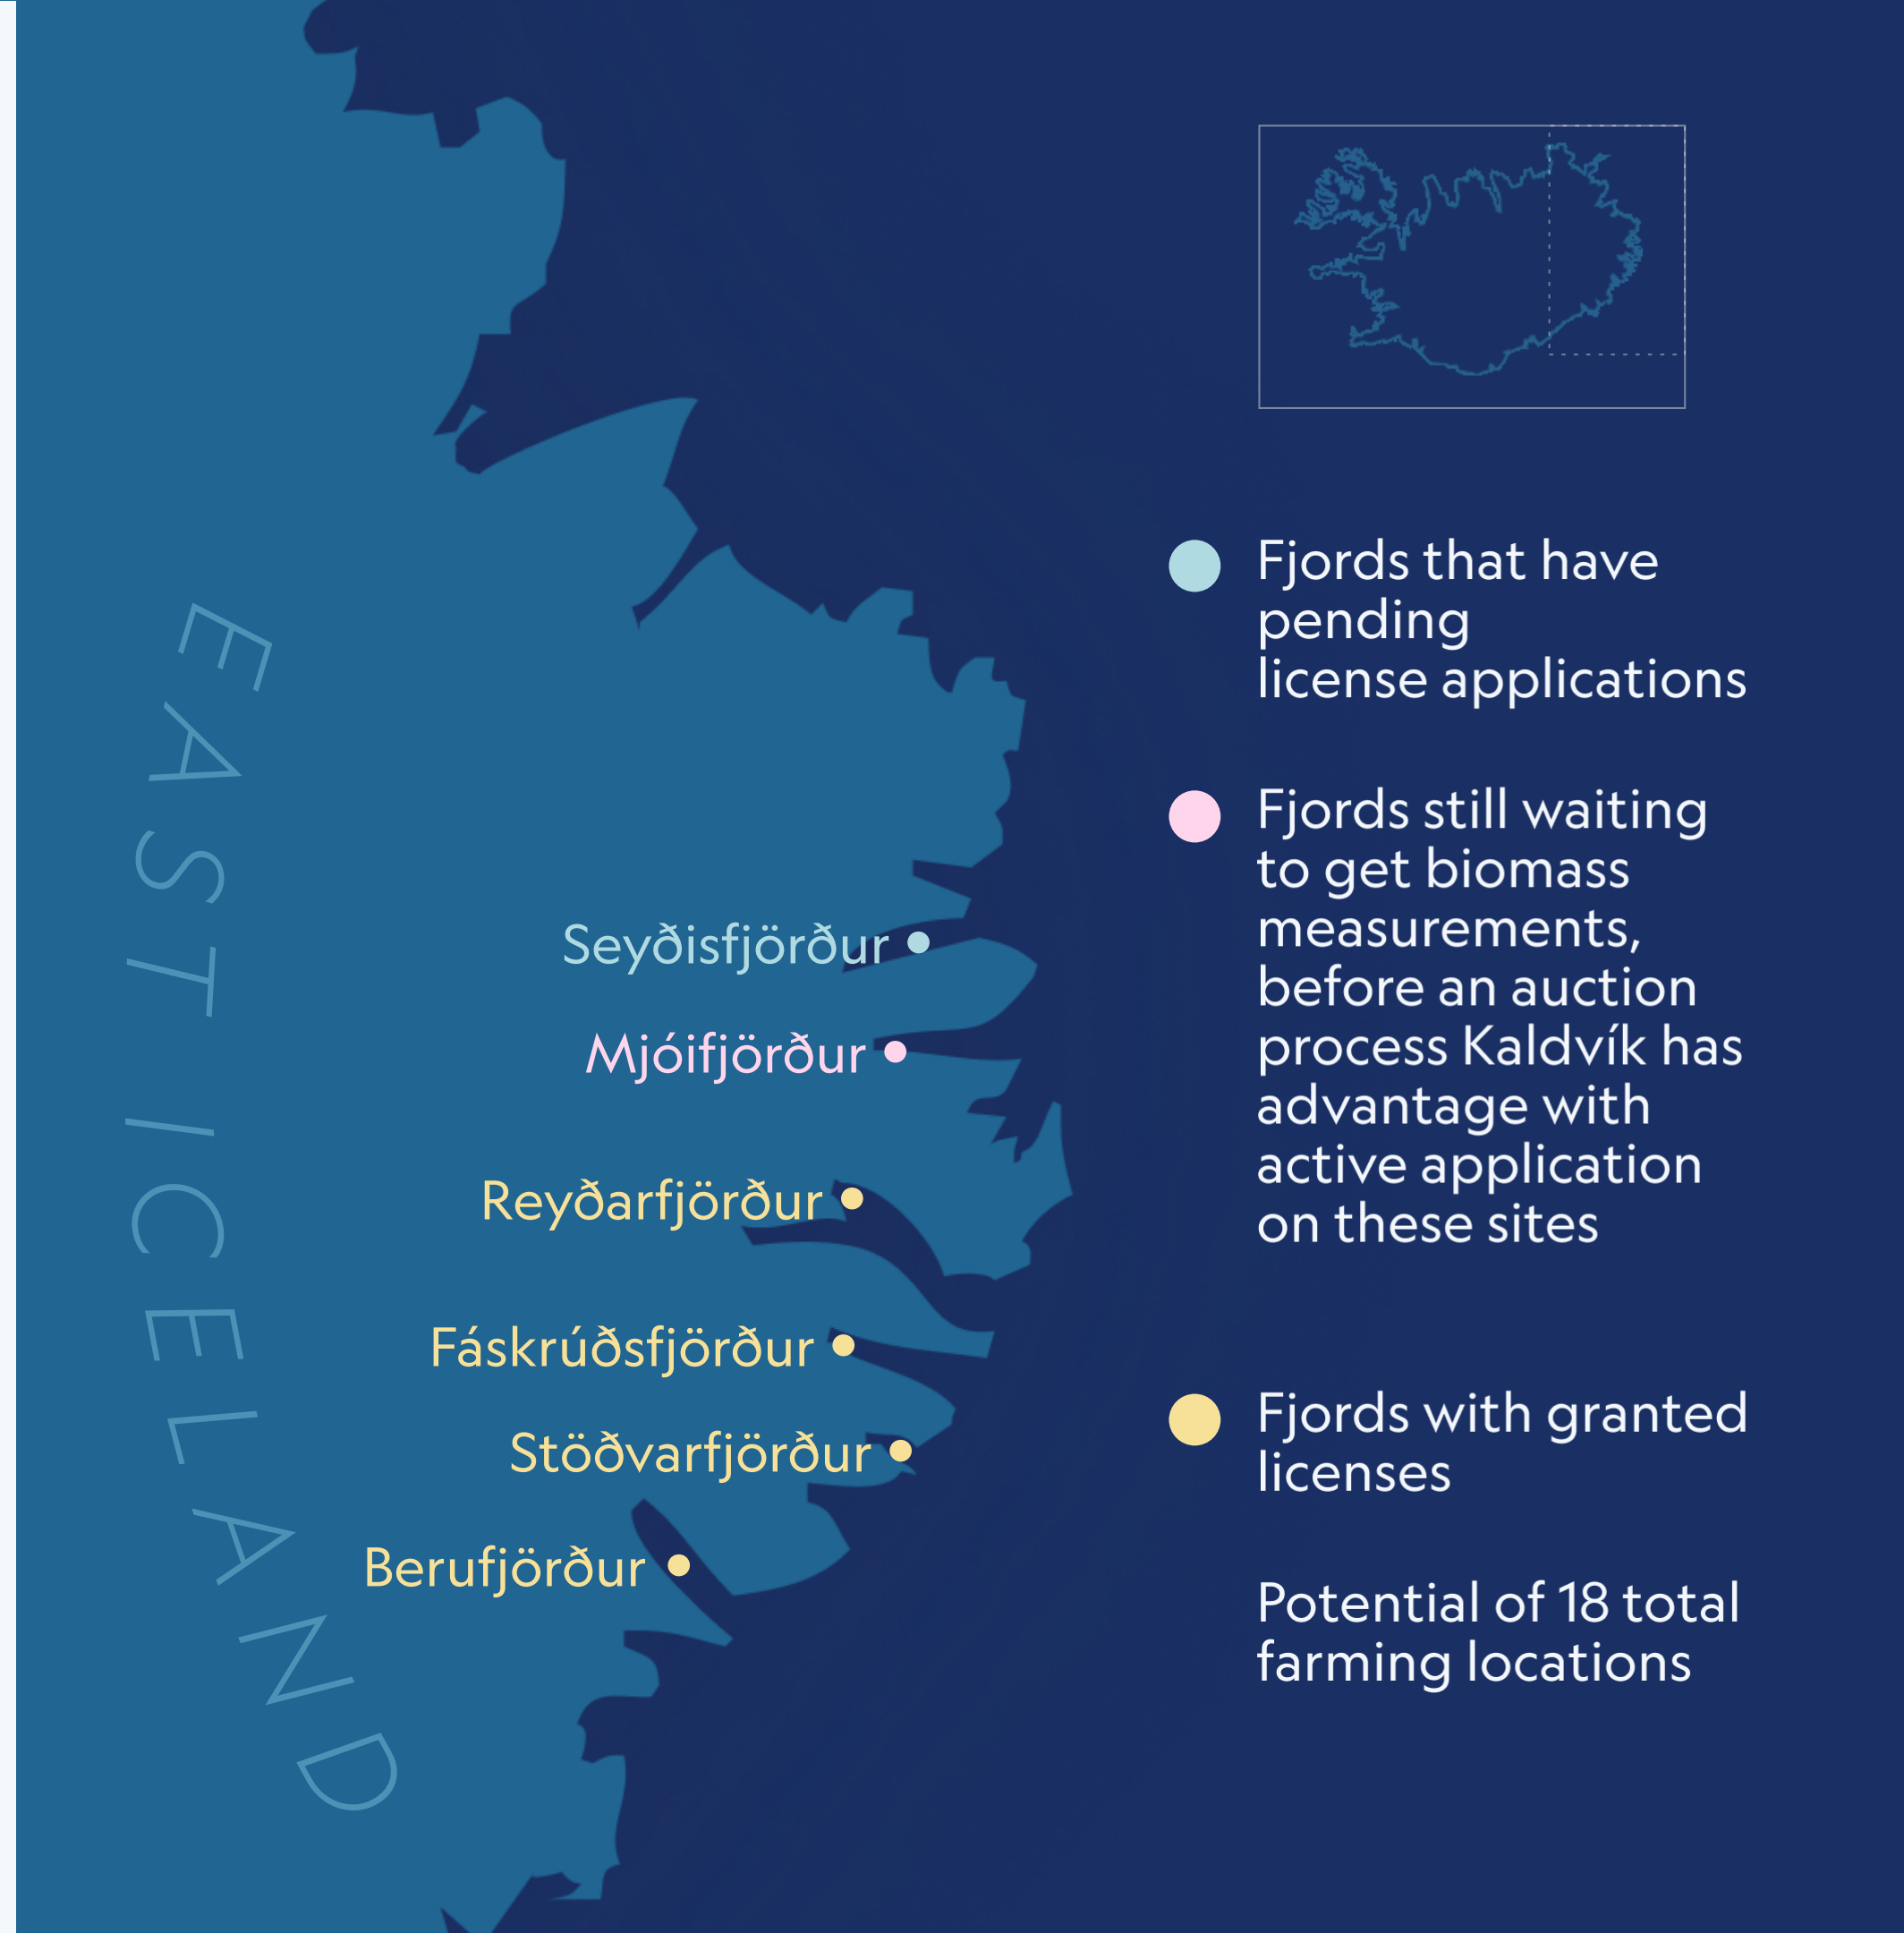 EAST ICELAND
Seyðisfjörður
Mjóifjörður
Reyðarfjörður
Fáskrúðsfjörður
Stöðvarfjörður
Berufjörður
Fjords that have
pending
license applications
Fjords still waiting
to get biomass
measurements,
before an auction
process Kaldvík has
advantage with
active application
on these sites
Fjords with granted
licenses
Potential of 18 total
farming locations